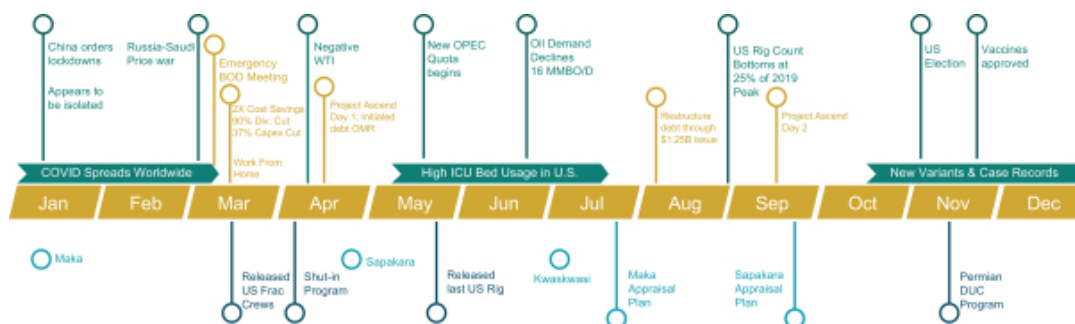 China orders
lockdowns
Appears to
be isolated
Russia-Saudi
Price war
Emergency
BOD Meeting
2X Cost Savings
90% Div. Cut
37% Capex Cut
Work From
Home
Negative
WTI
Project Ascend
Day 1; Initiated
debt OMR
New OPEC
Quota
begins
Oil Demand
Declines
16 MMBO/D
Restructure
debt through
$1.25B issue
US Rig Count
Bottoms at
25% of 2019
Peak
Project Ascend
Day 2
US
Election
Vaccines
approved
COVID Spreads Worldwide
High ICU Bed Usage in U.S.
New Variants & Case Records
Jan Feb Mar Apr May Jun Jul Aug Sep Oct Nov Dec
Maka
Released
US Frac
Crews
Shut-in
Program
Sapakara
Released
last US Rig
Kwaskwasi
Maka
Appraisal
Plan
Sapakara
Appraisal
Plan
Permian
DUC
Program